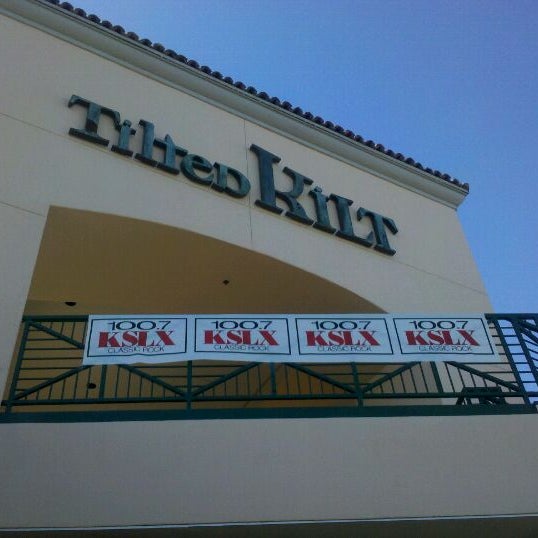 Tilted KiLT
100.7 100.7 100.7 100.7
KSLX KSLX KSLX KSLX
CLASSIC ROCK CLASSIC ROCK CLASSIC ROCK CLASSIC ROCK